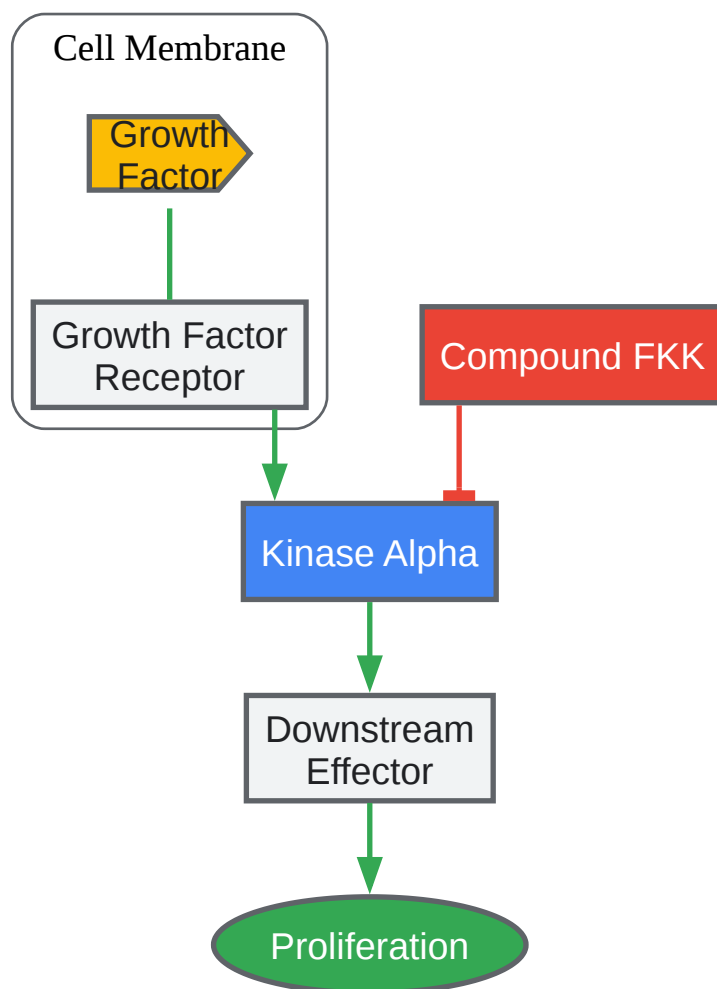 Cell Membrane
Growth
Factor
Growth Factor
Receptor
Compound FKK
Kinase Alpha
Downstream
Effector
Proliferation